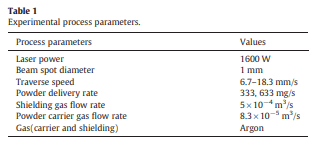 Table 1
Experimental process parameters.
Process parameters Values
Laser power 1600 W
Beam spot diameter 1 mm
Traverse speed 6.7–18.3 mm/s
Powder delivery rate 333, 633 mg/s
Shielding gas flow rate 5×10⁻⁴ m³/s
Powder carrier gas flow rate 8.3×10⁻⁵ m³/s
Gas(carrier and shielding) Argon